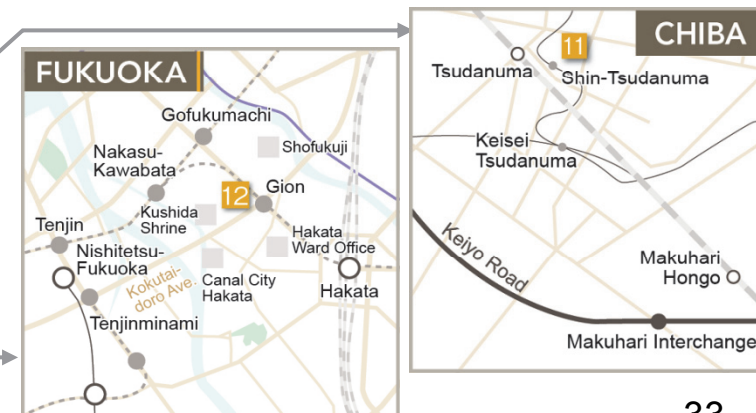 FUKUOKA
Gofukumachi
Shofukuji
Nakasu-
Kawabata
12
Gion
Kushida
Shrine
Tenjin
Hakata
Ward Office
Nishitetsu-
Fukuoka
Canal City
Hakata
Kokutai-
doro Ave.
Hakata
Tenjinminami
CHIBA
11
Tsudanuma
Shin-Tsudanuma
Keisei
Tsudanuma
Keiyo Road
Makuhari
Hongo
Makuhari Interchange